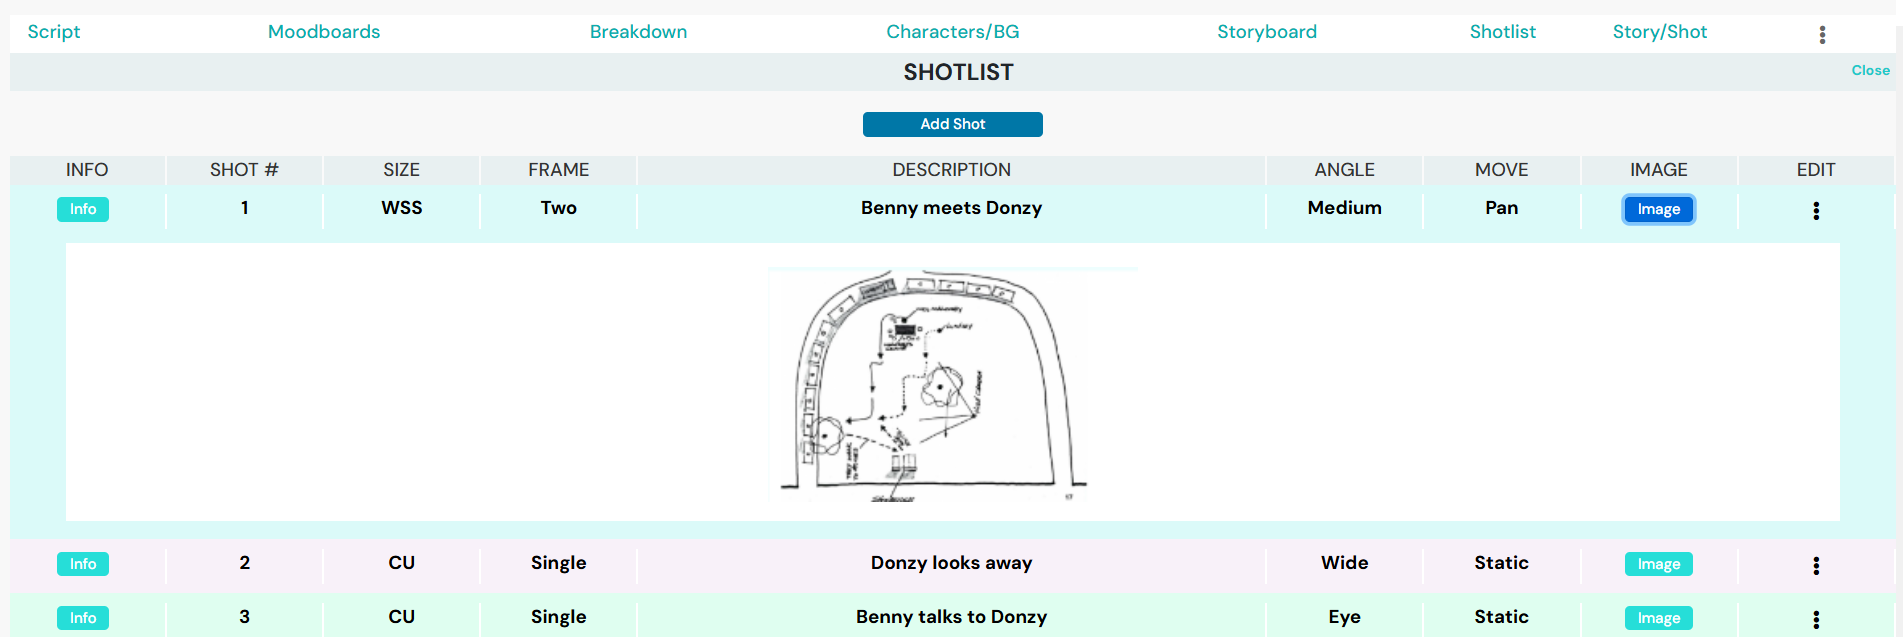 Script Moodboards Breakdown Characters/BG Storyboard Shotlist Story/Shot
SHOTLIST Close
Add Shot
INFO SHOT # SIZE FRAME DESCRIPTION ANGLE MOVE IMAGE EDIT
Info 1 WSS Two Benny meets Donzy Medium Pan Image
Info 2 CU Single Donzy looks away Wide Static Image
Info 3 CU Single Benny talks to Donzy Eye Static Image